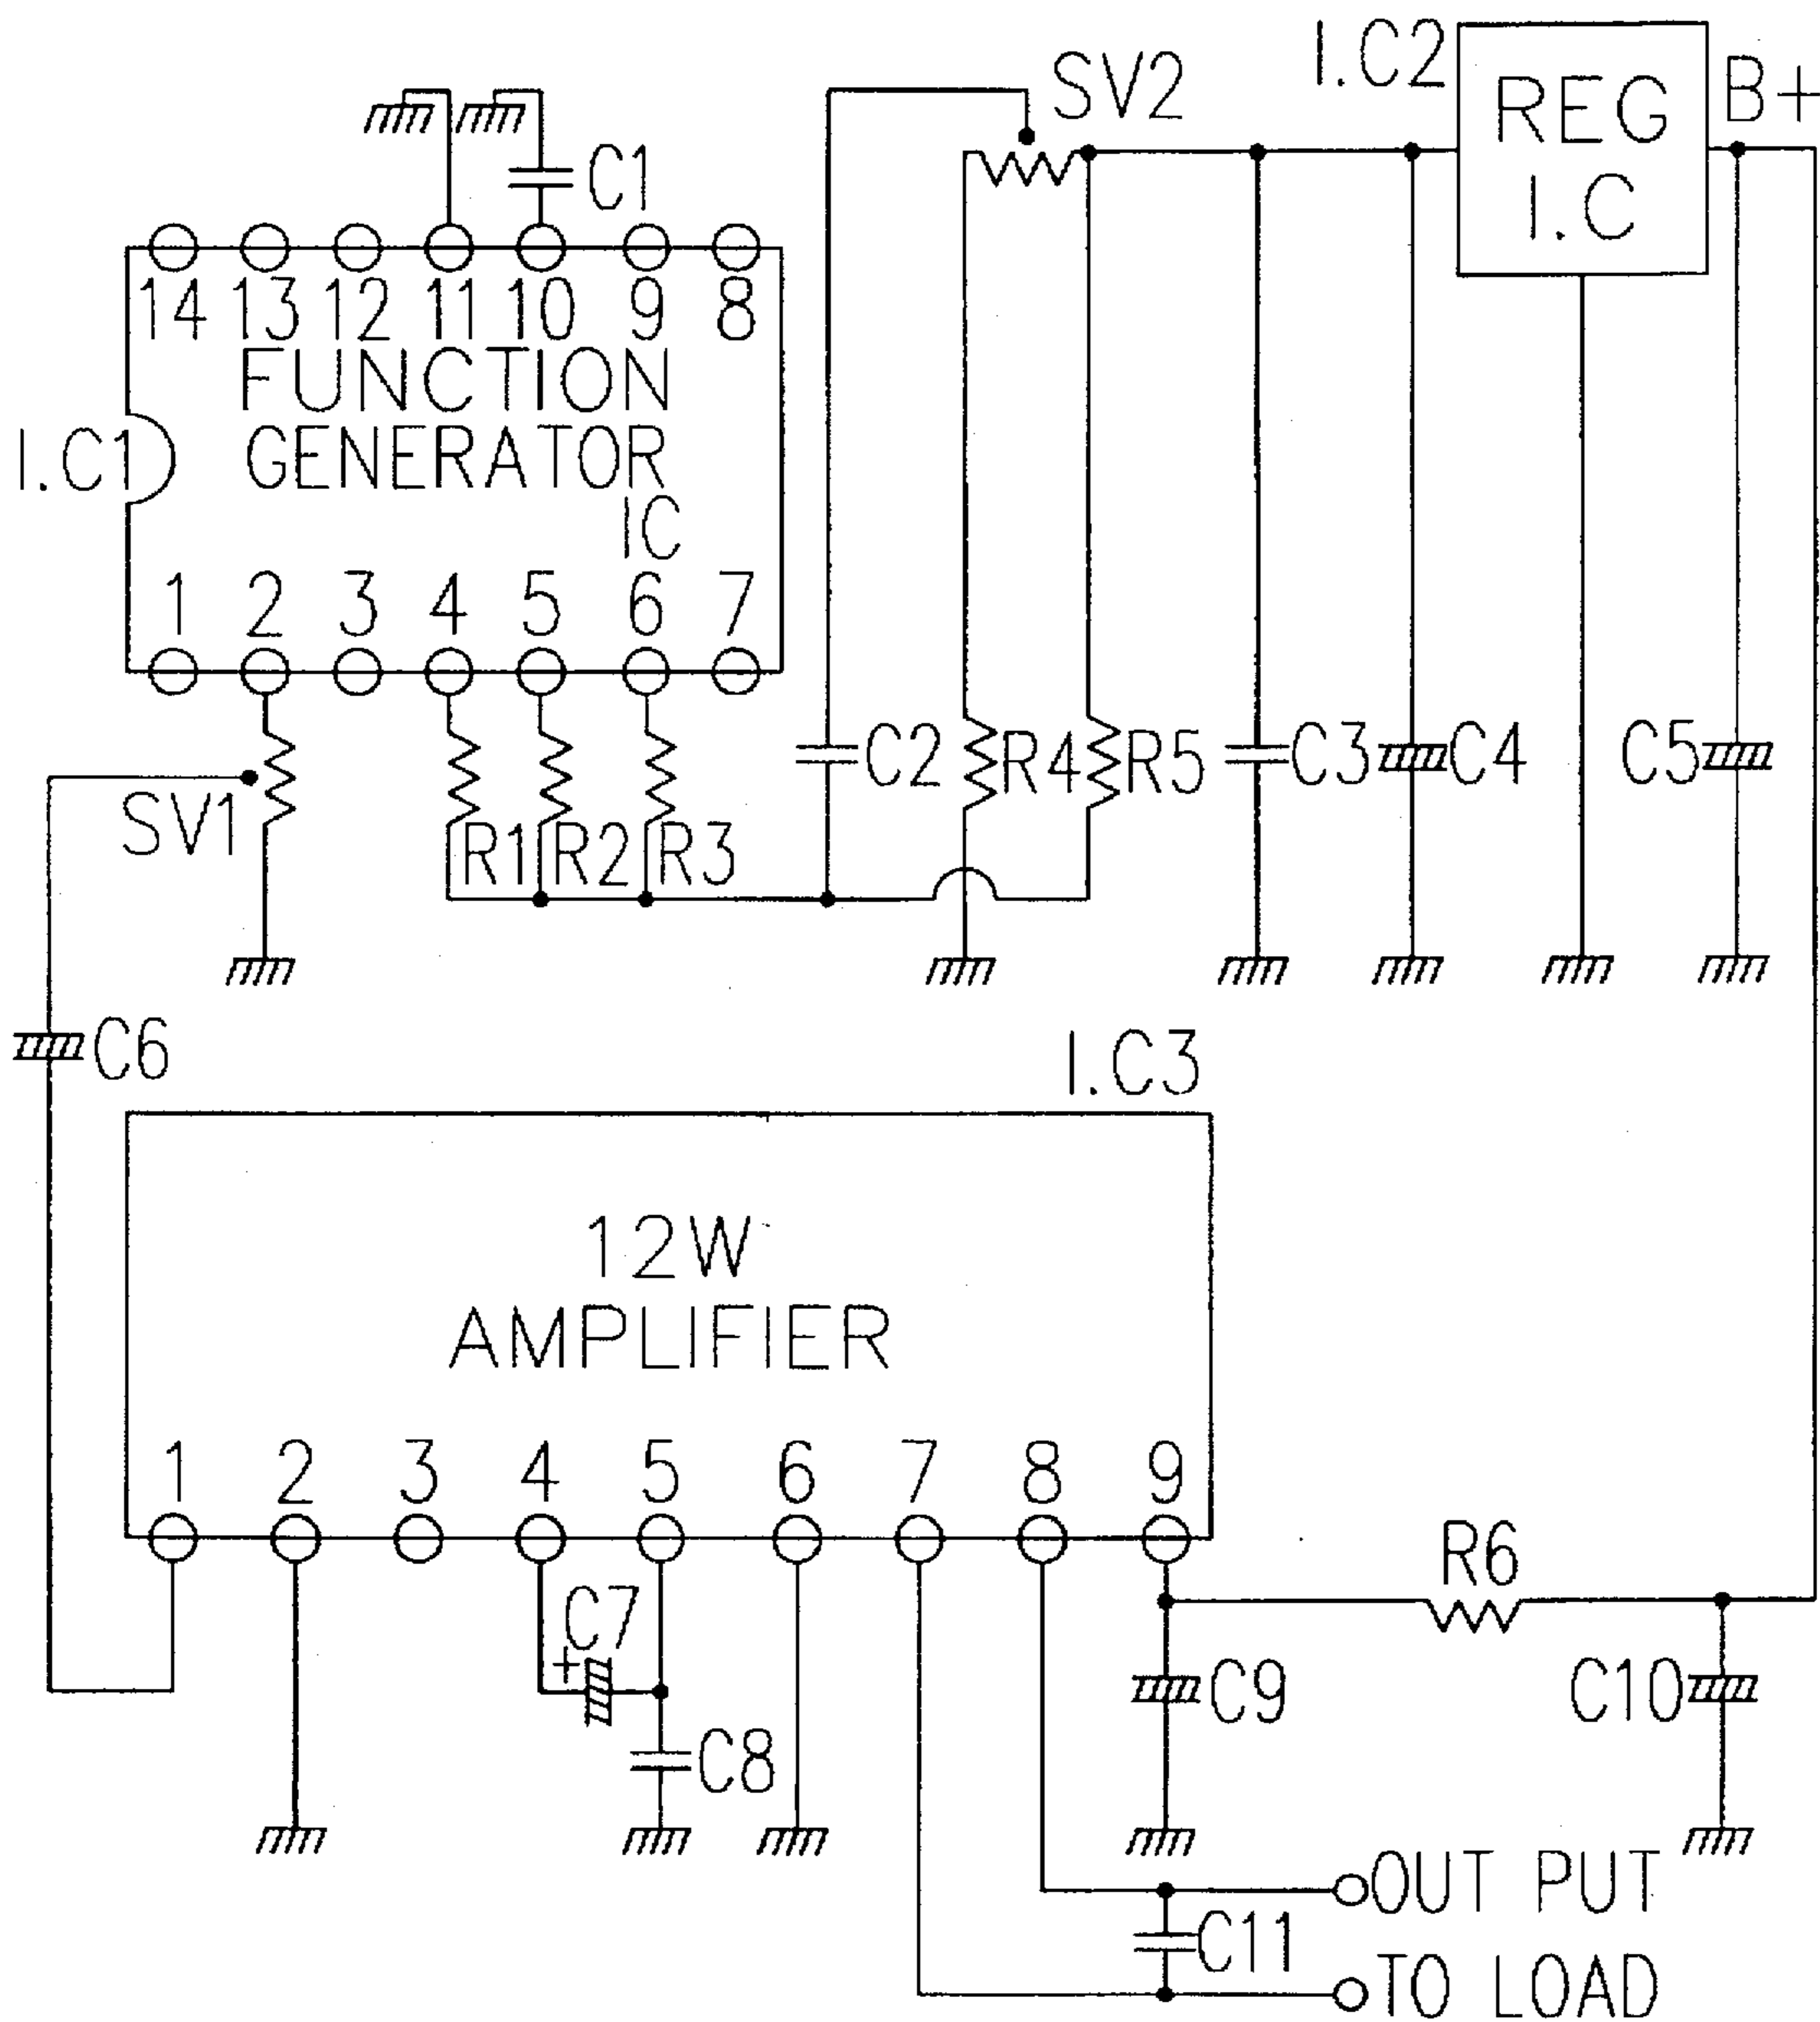 I.C2
SV2
REG
I.C
B+
C1
14 13 12 11 10 9 8
FUNCTION
GENERATOR
IC
I.C1
1 2 3 4 5 6 7
SV1
R1 R2 R3
C2 R4 R5 C3 C4 C5
C6
I.C3
12W
AMPLIFIER
1 2 3 4 5 6 7 8 9
R6
C7
+
C8
C9
C10
OUT PUT
C11
TO LOAD